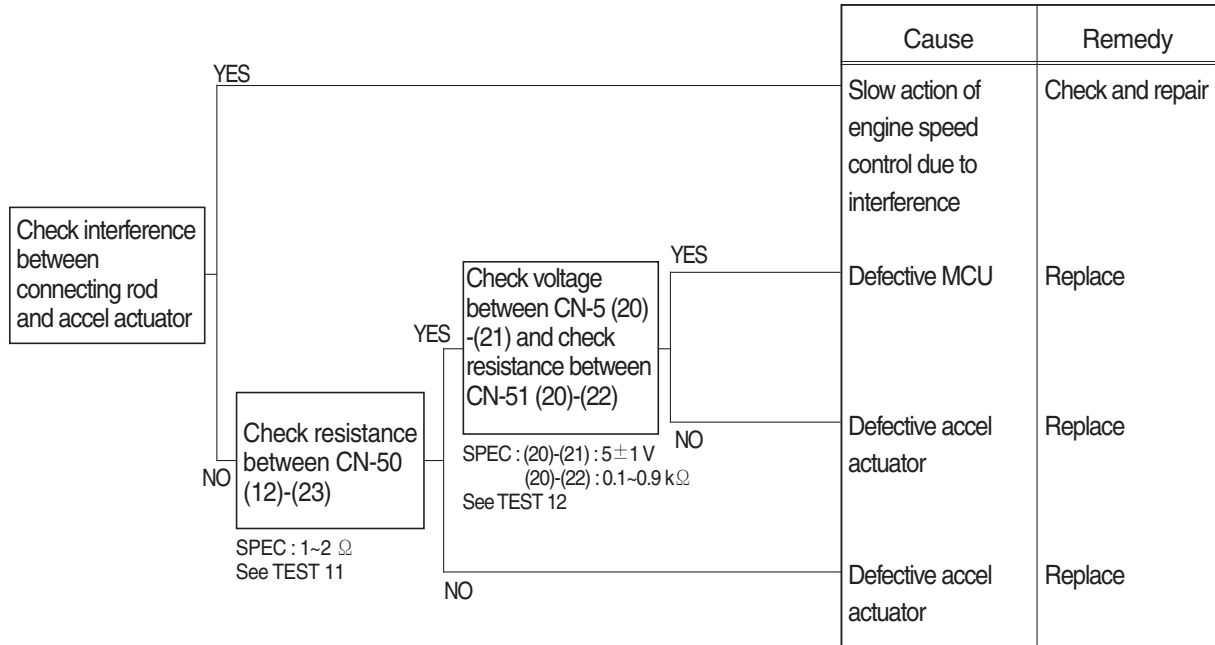 Cause
Remedy
YES
Slow action of
engine speed
control due to
interference
Check and repair
Check interference
between
connecting rod
and accel actuator
YES
Check voltage
between CN-5 (20)
-(21) and check
resistance between
CN-51 (20)-(22)
YES
Defective MCU
Replace
NO
Check resistance
between CN-50
(12)-(23)
SPEC : 1~2 Ω
See TEST 11
SPEC : (20)-(21) : 5±1 V
(20)-(22) : 0.1~0.9 kΩ
See TEST 12
NO
Defective accel
actuator
Replace
NO
Defective accel
actuator
Replace